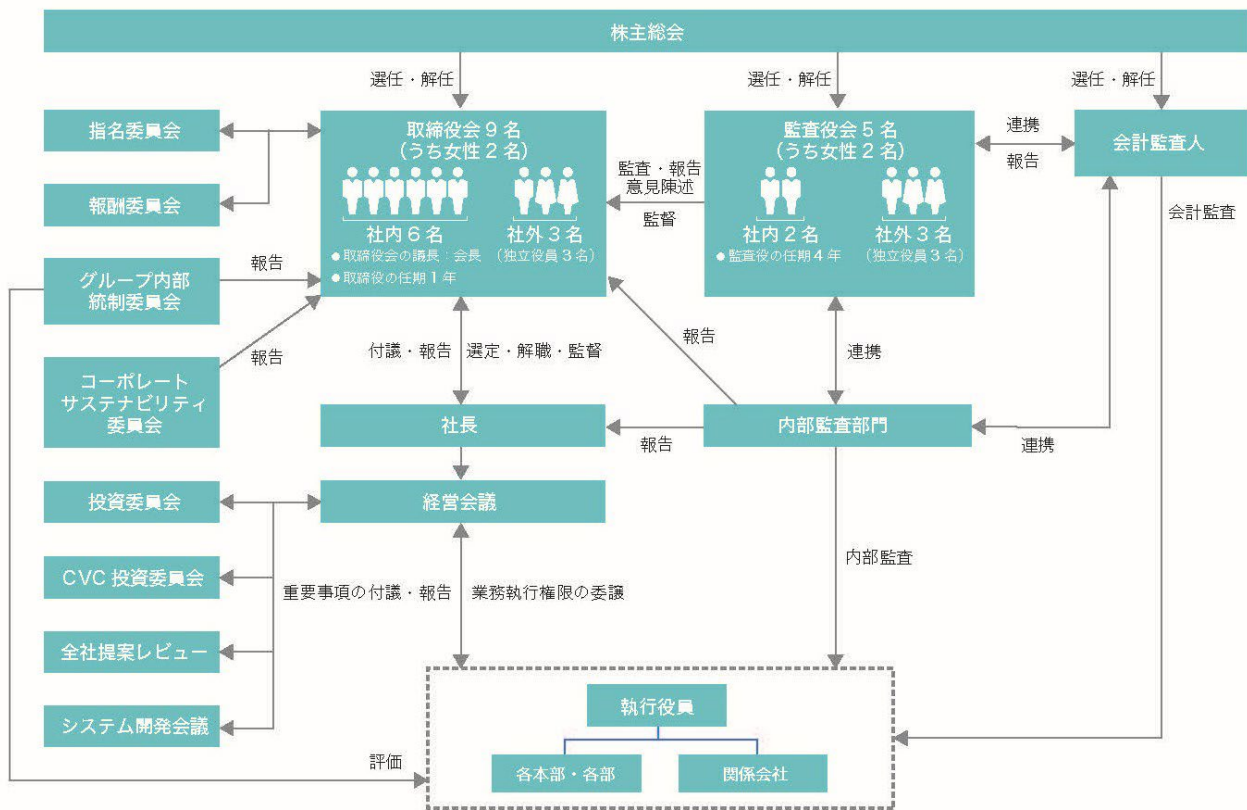 株主総会
選任・解任
選任・解任
選任・解任
指名委員会
報酬委員会
グループ内部
統制委員会
報告
コーポレート
サステナビリティ
委員会
報告
取締役会 9 名
（うち女性 2 名）
社内 6 名
社外 3 名
●取締役会の議長：会長
（独立役員 3 名）
●取締役の任期 1 年
監査・報告
意見陳述
監督
監査役会 5 名
（うち女性 2 名）
社内 2 名
社外 3 名
●監査役の任期 4 年
（独立役員 3 名）
連携
報告
会計監査人
会計監査
付議・報告
選定・解職・監督
報告
連携
社長
報告
内部監査部門
連携
経営会議
投資委員会
CVC 投資委員会
全社提案レビュー
システム開発会議
重要事項の付議・報告
業務執行権限の委譲
内部監査
評価
執行役員
各本部・各部
関係会社